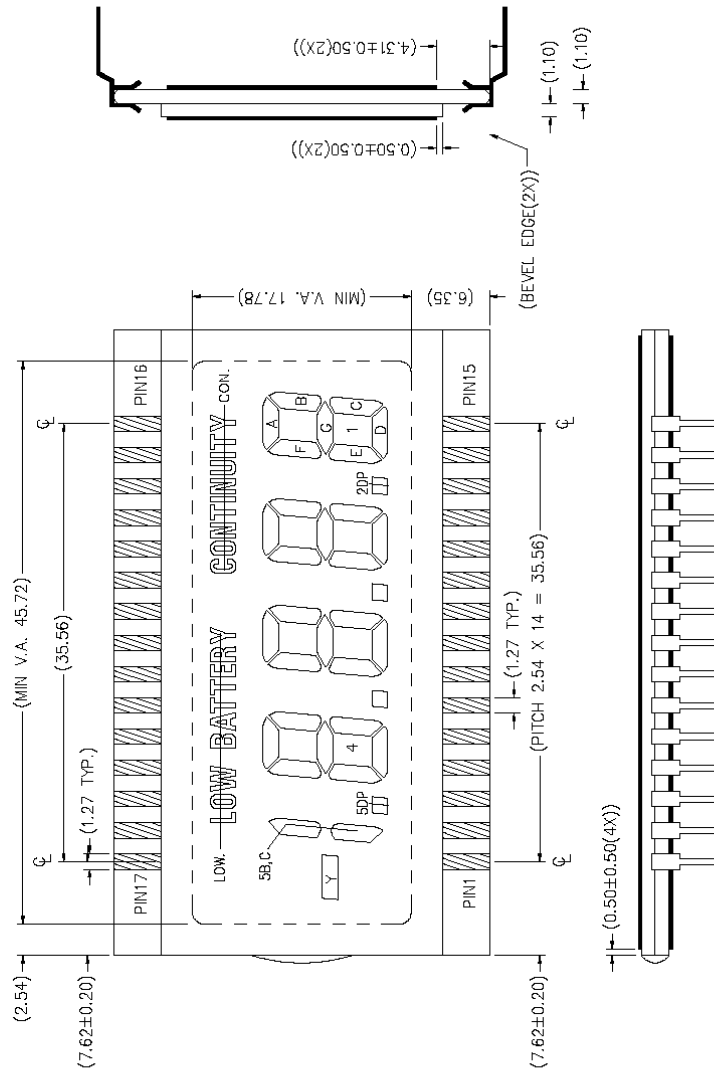 (4.31±0.50(2X))
(1.10)
(1.10)
(0.50±0.50(2X))
(BEVEL EDGE(2X))
(MIN V.A. 17.78)
(6.35)
(MIN V.A. 45.72)
(35.56)
(1.27 TYP.)
(2.54)
(7.62±0.20)
℄
℄
PIN17
PIN16
LOW.
LOW BATTERY
CONTINUITY
CON.
5B,C
Y
5DP
4
2DP
A
B
F
G
E
1
C
D
PIN1
PIN15
℄
℄
(1.27 TYP.)
(PITCH 2.54 X 14 = 35.56)
(7.62±0.20)
(0.50±0.50(4X))